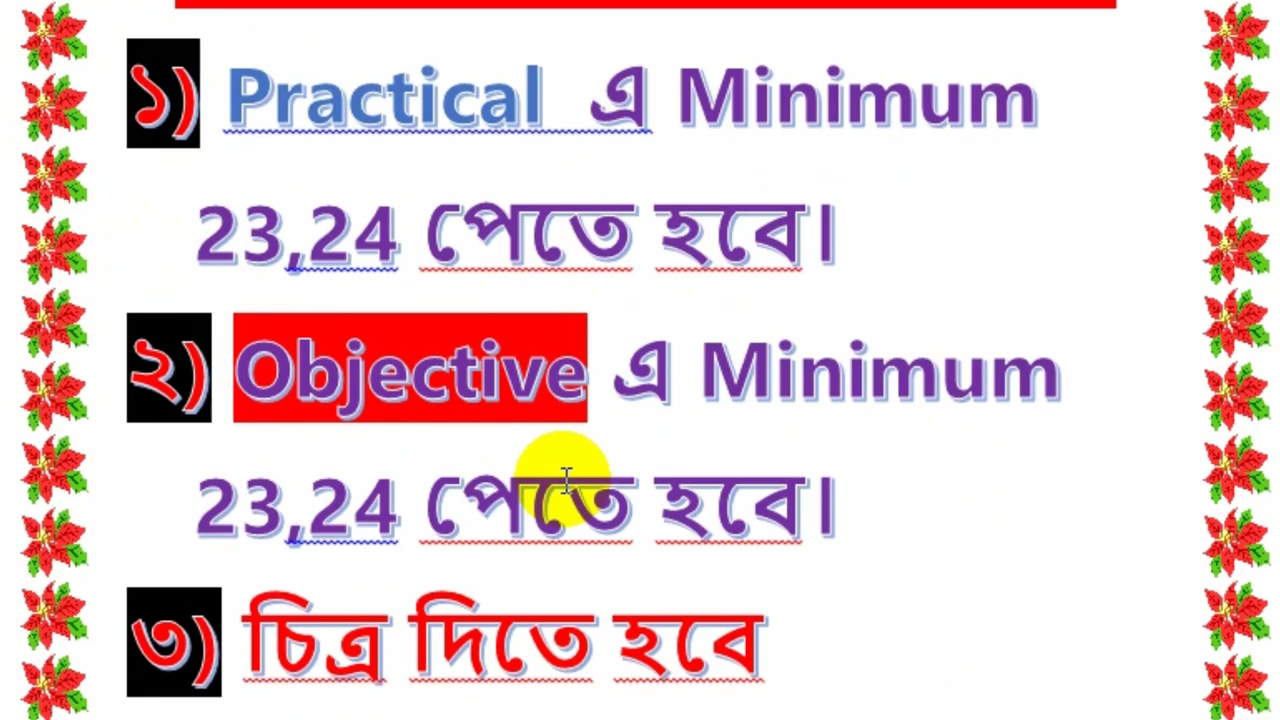 ১) Practical এ Minimum
23,24 পেতে হবে।
২) Objective এ Minimum
23,24 পেতে হবে।
৩) চিত্র দিতে হবে